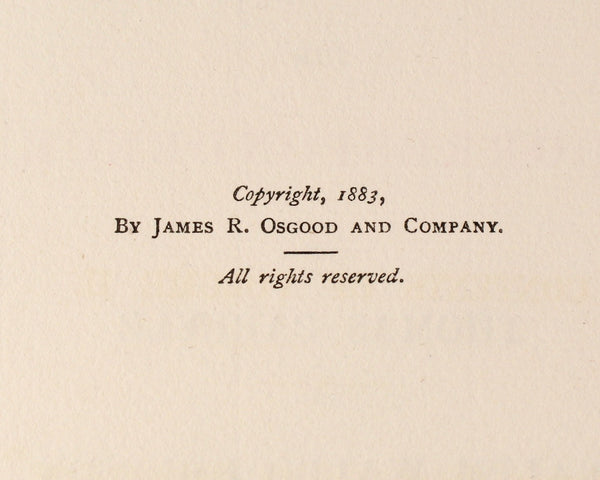 Copyright, 1883,
By James R. Osgood and Company.
All rights reserved.